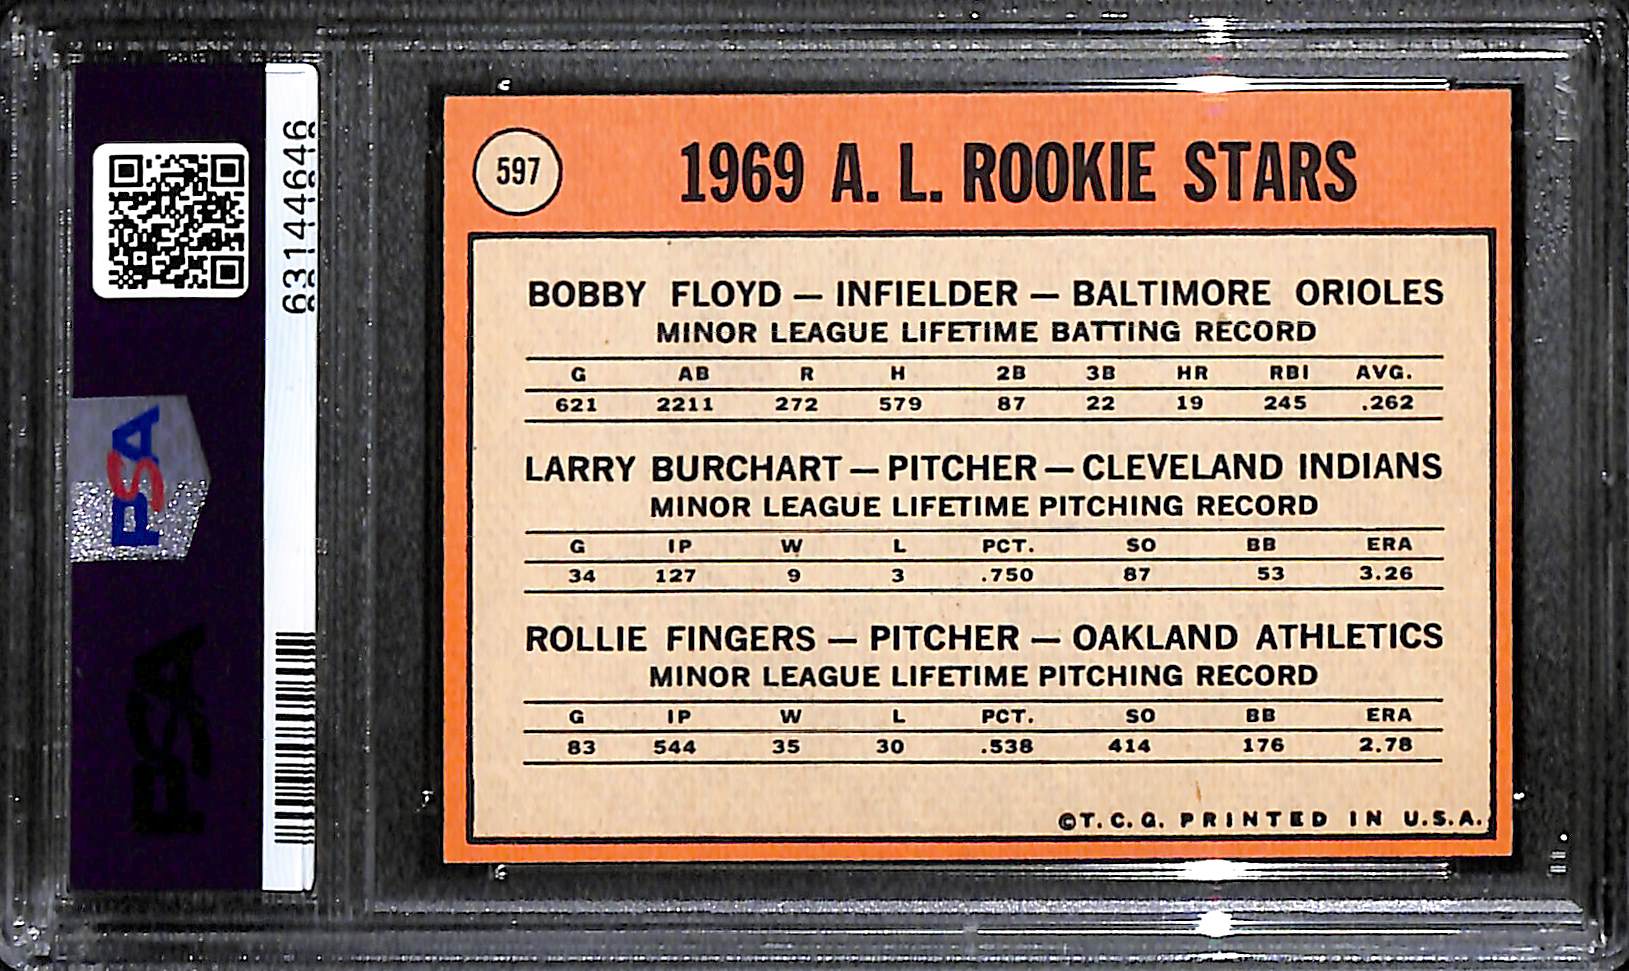 63144646
PSA
PSA
597
1969 A. L. ROOKIE STARS
BOBBY FLOYD — INFIELDER — BALTIMORE ORIOLES
MINOR LEAGUE LIFETIME BATTING RECORD
G AB R H 2B 3B HR RBI AVG.
621 2211 272 579 87 22 19 245 .262
LARRY BURCHART — PITCHER — CLEVELAND INDIANS
MINOR LEAGUE LIFETIME PITCHING RECORD
G IP W L PCT. SO BB ERA
34 127 9 3 .750 87 53 3.26
ROLLIE FINGERS — PITCHER — OAKLAND ATHLETICS
MINOR LEAGUE LIFETIME PITCHING RECORD
G IP W L PCT. SO BB ERA
83 544 35 30 .538 414 176 2.78
©T.C.G. PRINTED IN U.S.A.